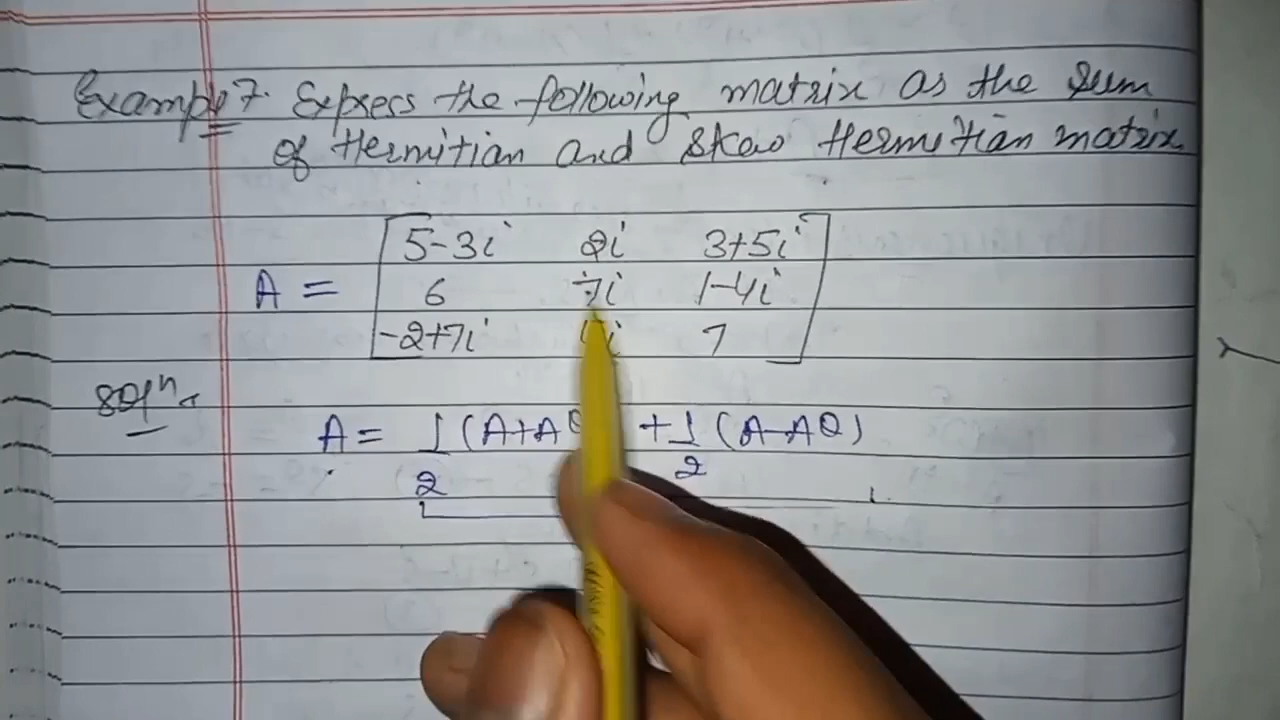 Example 7. Express the following matrix as the sum
of Hermitian and Skew Hermitian matrix
5-3i 2i 3+5i
A = 6 7i 1-4i
-2+7i i 7
Solⁿ
A = 1/2 (A+Aθ + 1/2 (A-Aθ)